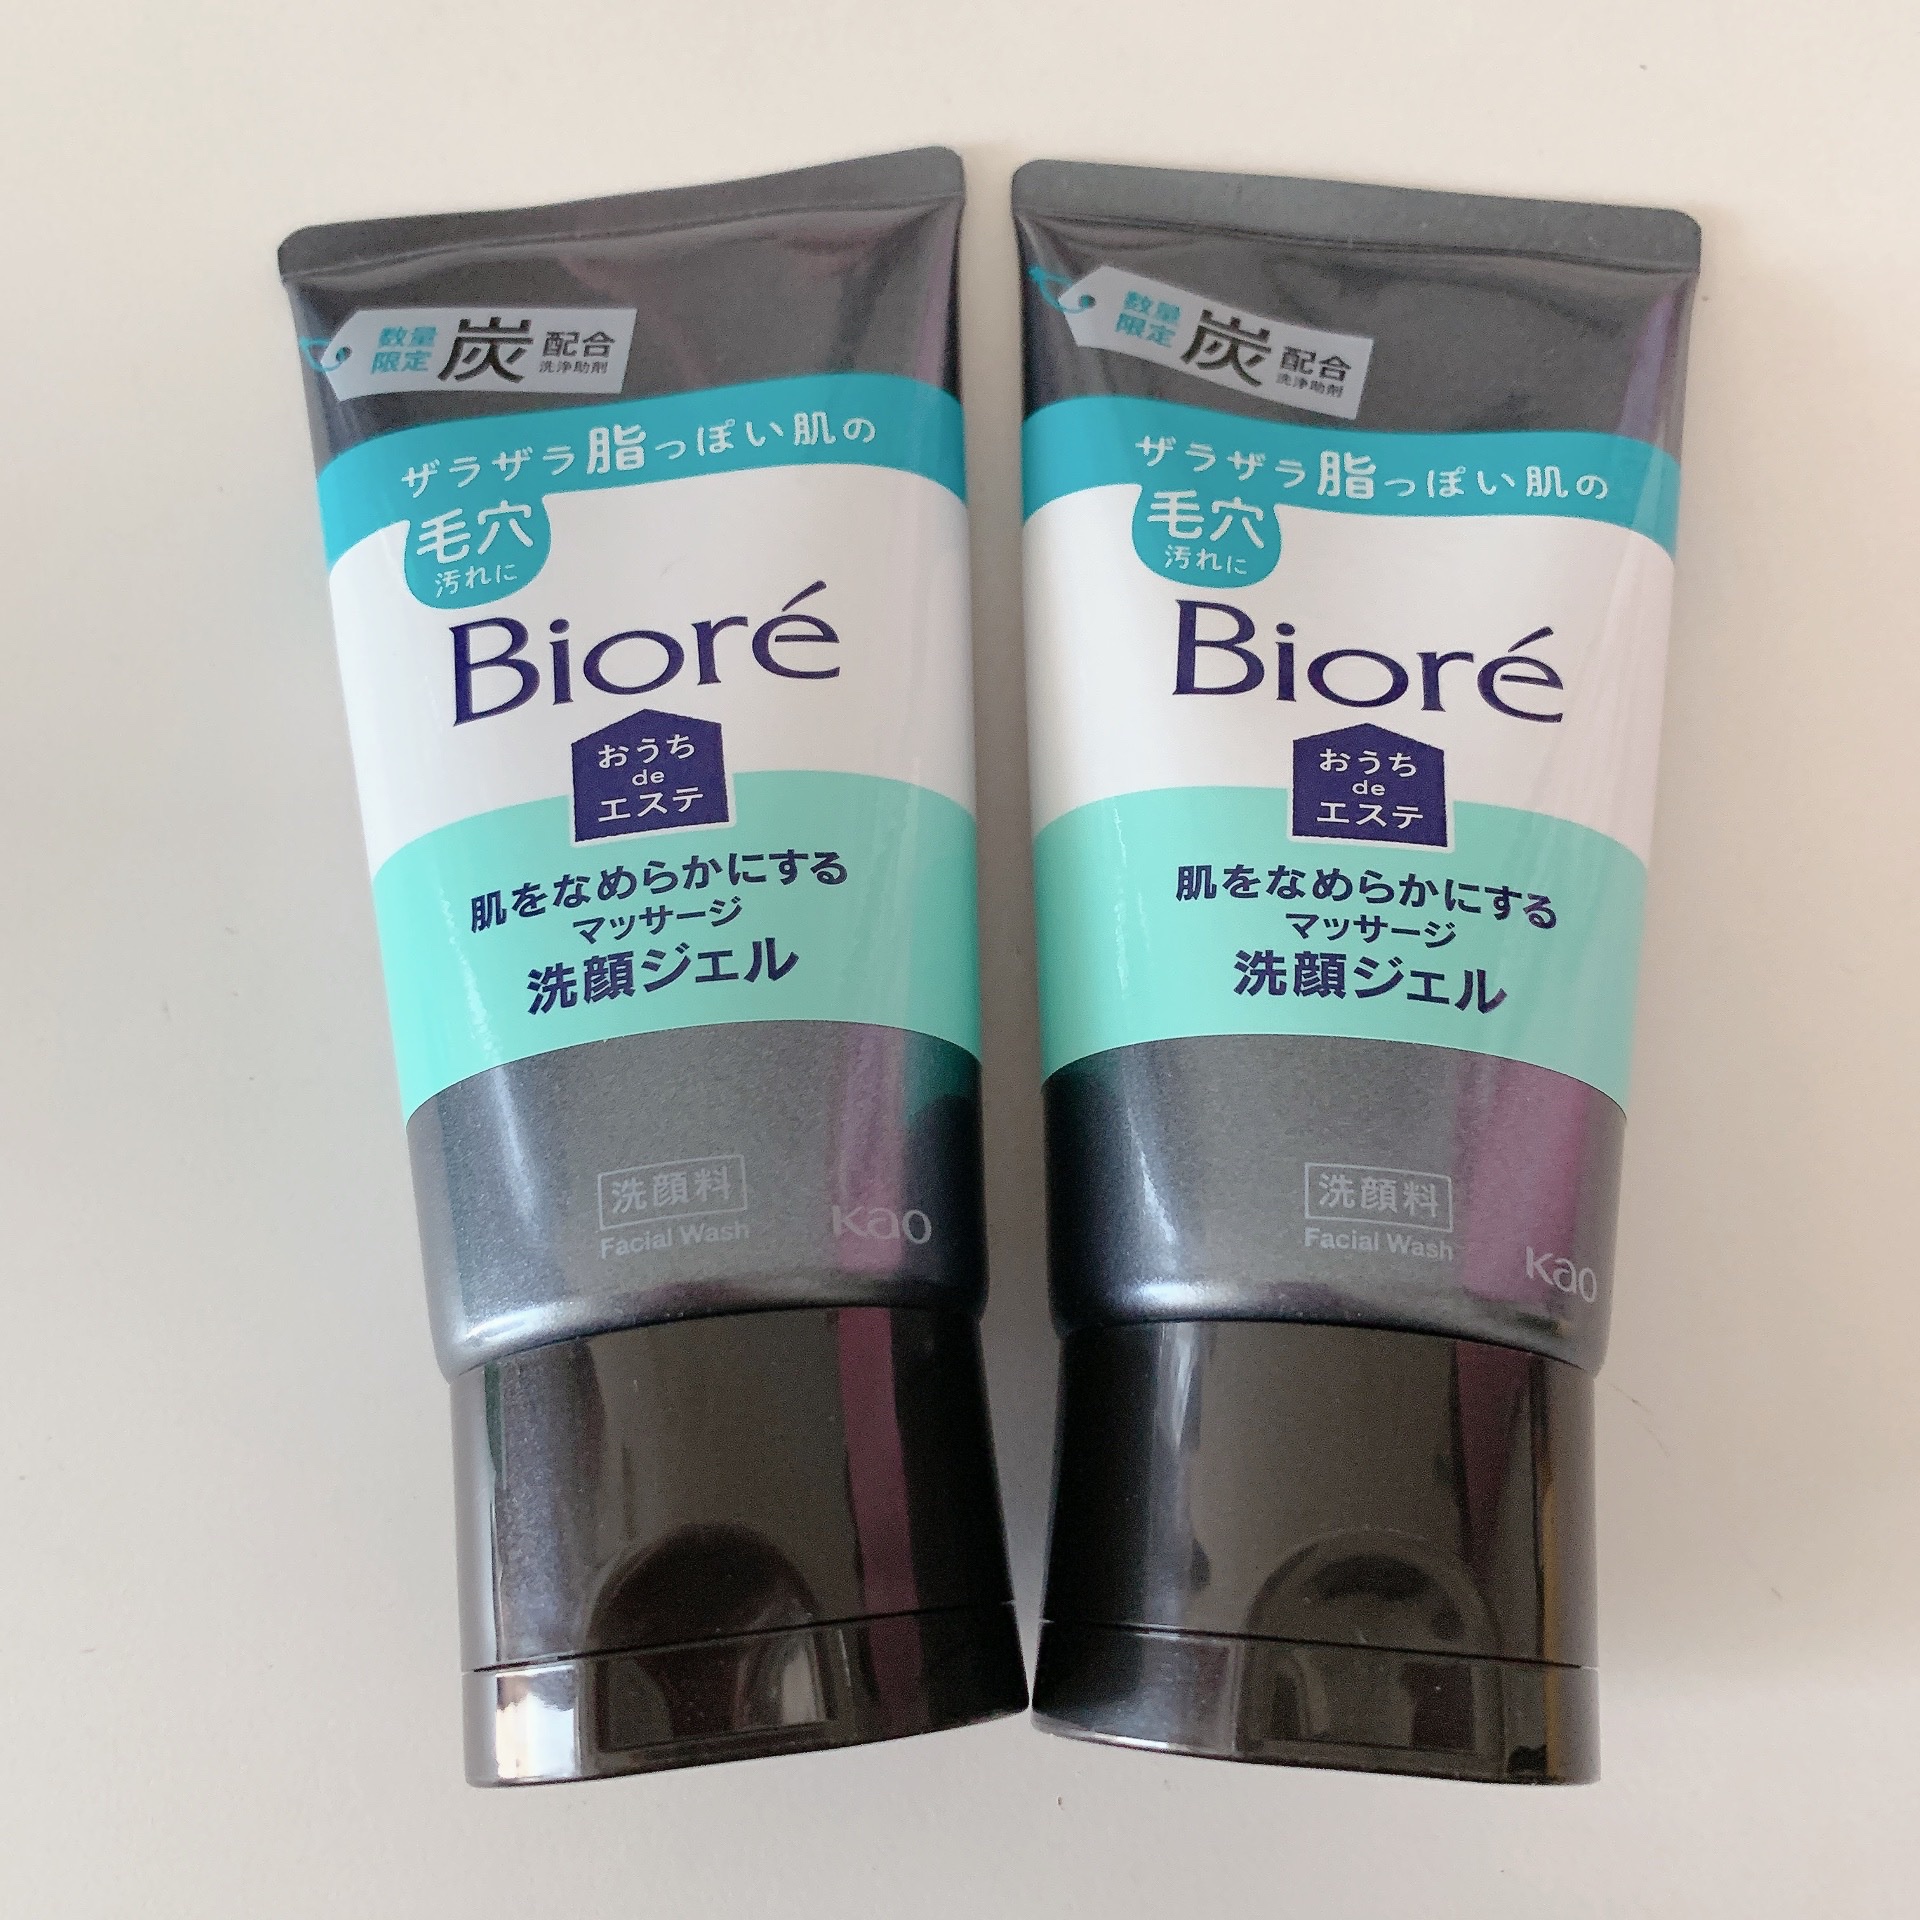 数量
限定
炭
配合
洗浄助剤
ザラザラ脂っぽい肌の
毛穴
汚れに
Bioré
おうち
de
エステ
肌をなめらかにする
マッサージ
洗顔ジェル
洗顔料
Facial Wash
Kao
数量
限定
炭
配合
洗浄助剤
ザラザラ脂っぽい肌の
毛穴
汚れに
Bioré
おうち
de
エステ
肌をなめらかにする
マッサージ
洗顔ジェル
洗顔料
Facial Wash
Kao